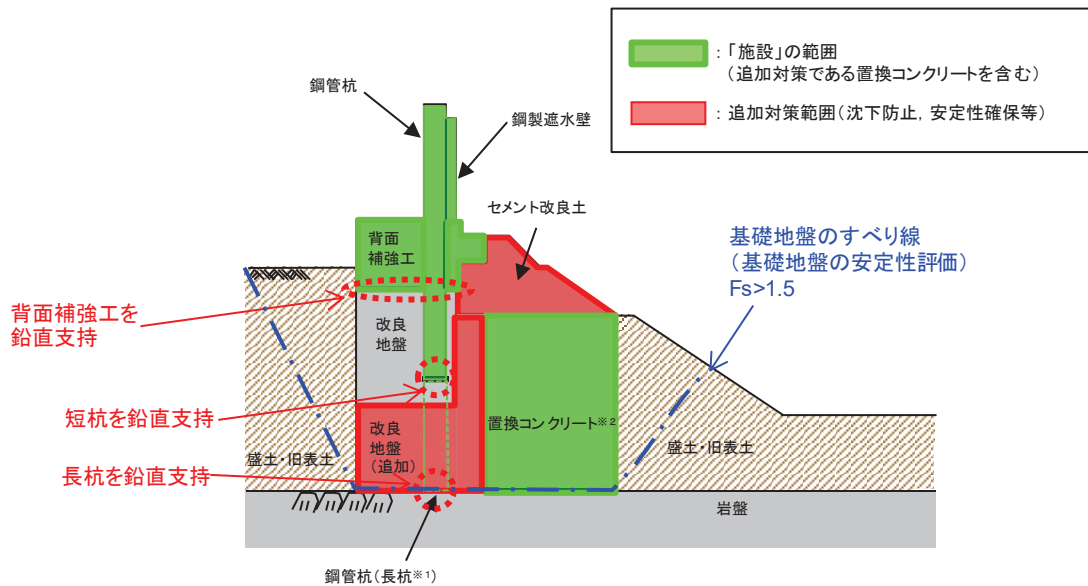 ：「施設」の範囲
（追加対策である置換コンクリートを含む）
：追加対策範囲（沈下防止，安定性確保等）
鋼管杭
鋼製遮水壁
セメント改良土
背面
補強工
基礎地盤のすべり線
（基礎地盤の安定性評価）
Fs>1.5
背面補強工を
鉛直支持
改良
地盤
短杭を鉛直支持
改良
地盤
（追加）
置換コンクリート※2
盛土・旧表土
盛土・旧表土
長杭を鉛直支持
岩盤
鋼管杭（長杭※1）